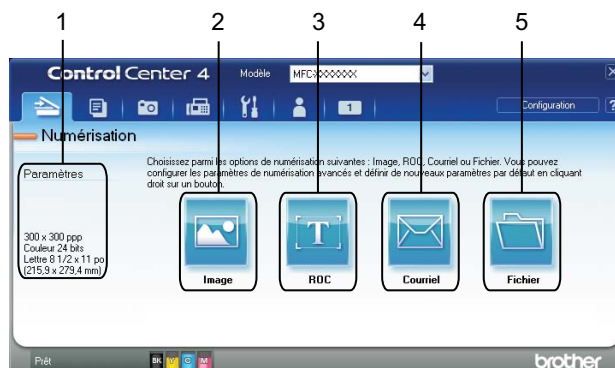 1 2 3 4 5
Control Center 4 Modèle MFC-XXXXXXX
1 Configuration ?
Numérisation
Choisissez parmi les options de numérisation suivantes : Image, ROC, Courriel ou Fichier. Vous pouvez
configurer les paramètres de numérisation avancés et définir de nouveaux paramètres par défaut en cliquant
droit sur un bouton.
Paramètres
300 x 300 ppp
Couleur 24 bits
Lettre 8 1/2 x 11 po
(215,9 x 279,4 mm)
T
Image ROC Courriel Fichier
Prêt BK Y C M brother